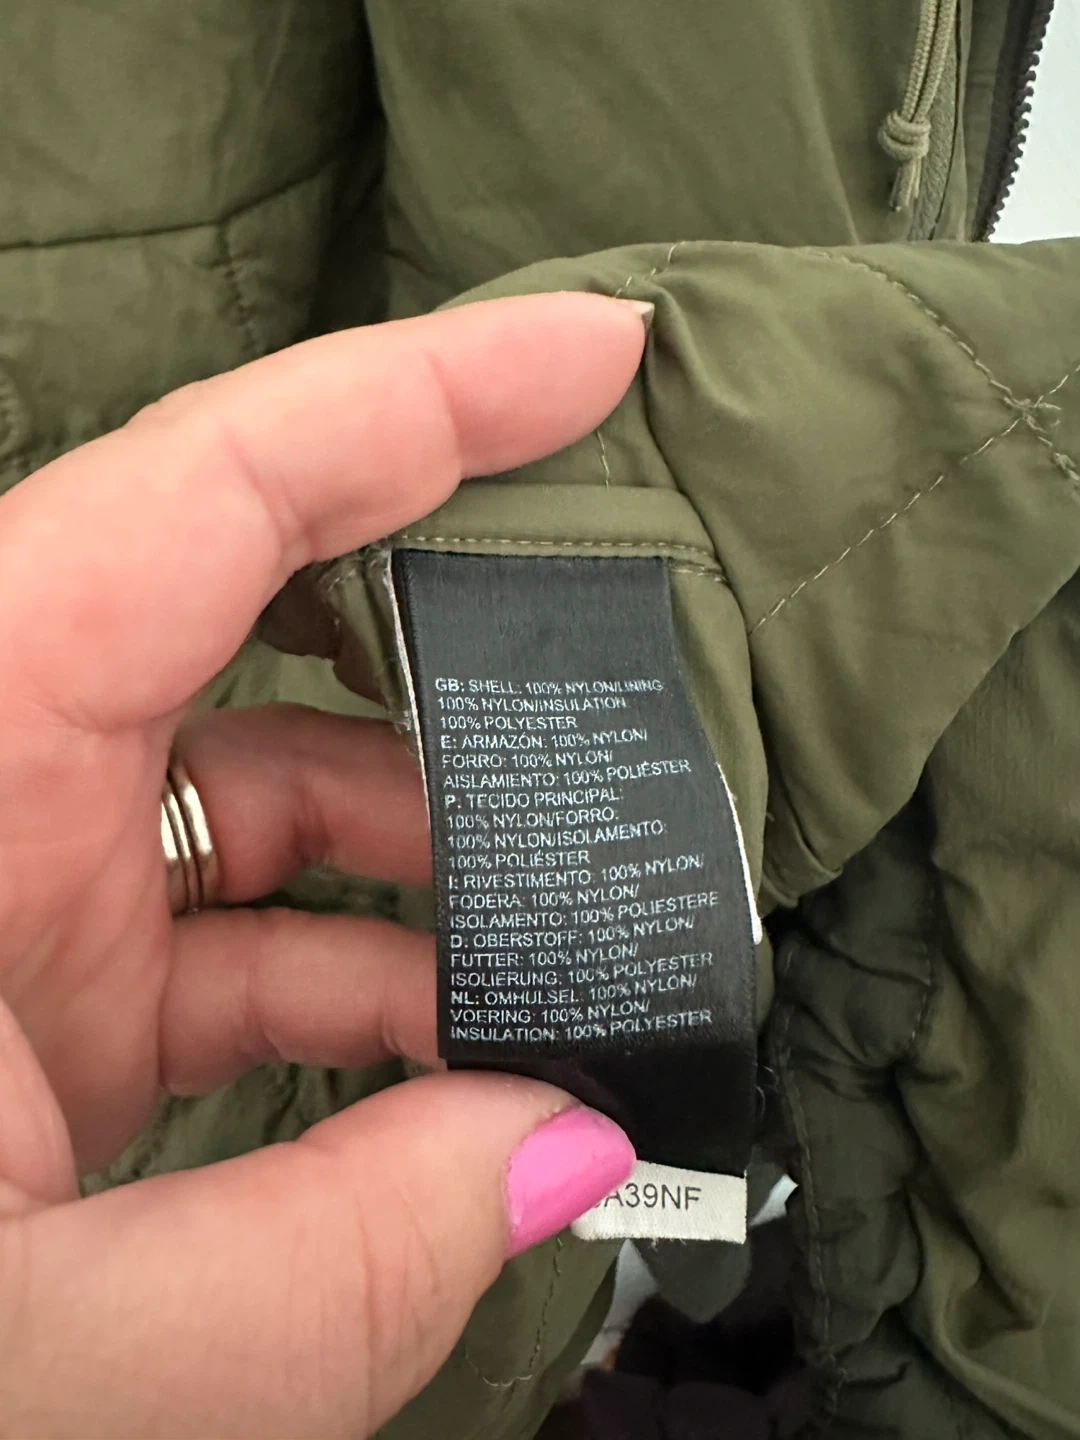 GB: SHELL: 100% NYLON/LINING:
100% NYLON/INSULATION:
100% POLYESTER
E: ARMAZÓN: 100% NYLON/
FORRO: 100% NYLON/
AISLAMIENTO: 100% POLIÉSTER
P: TECIDO PRINCIPAL:
100% NYLON/FORRO:
100% NYLON/ISOLAMENTO:
100% POLIÉSTER
I: RIVESTIMENTO: 100% NYLON/
FODERA: 100% NYLON/
ISOLAMENTO: 100% POLIESTERE
D: OBERSTOFF: 100% NYLON/
FUTTER: 100% NYLON/
ISOLIERUNG: 100% POLYESTER
NL: OMHULSEL: 100% NYLON/
VOERING: 100% NYLON/
INSULATION: 100% POLYESTER
A39NF